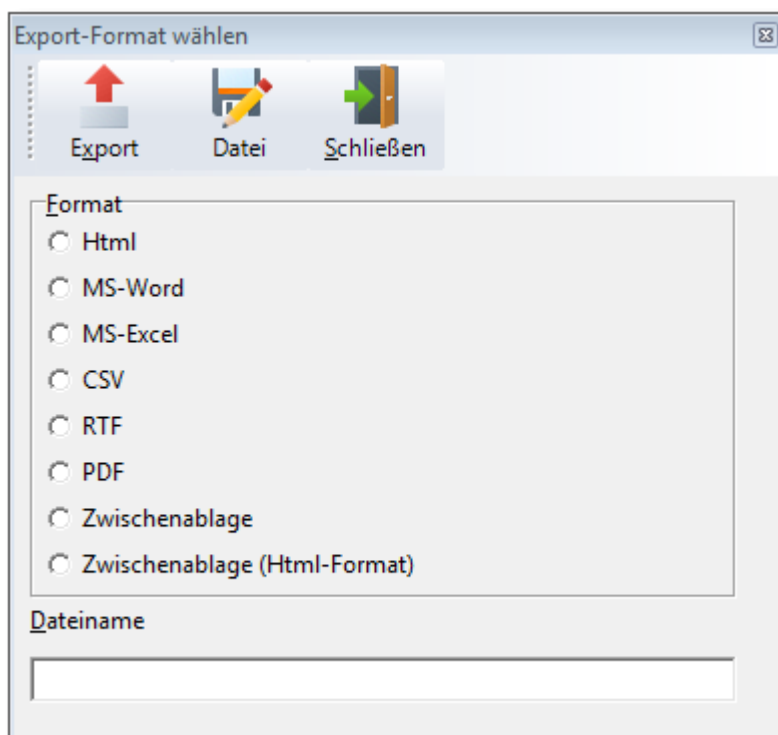 Export-Format wählen
Export Datei Schließen
Format
Html
MS-Word
MS-Excel
CSV
RTF
PDF
Zwischenablage
Zwischenablage (Html-Format)
Dateiname